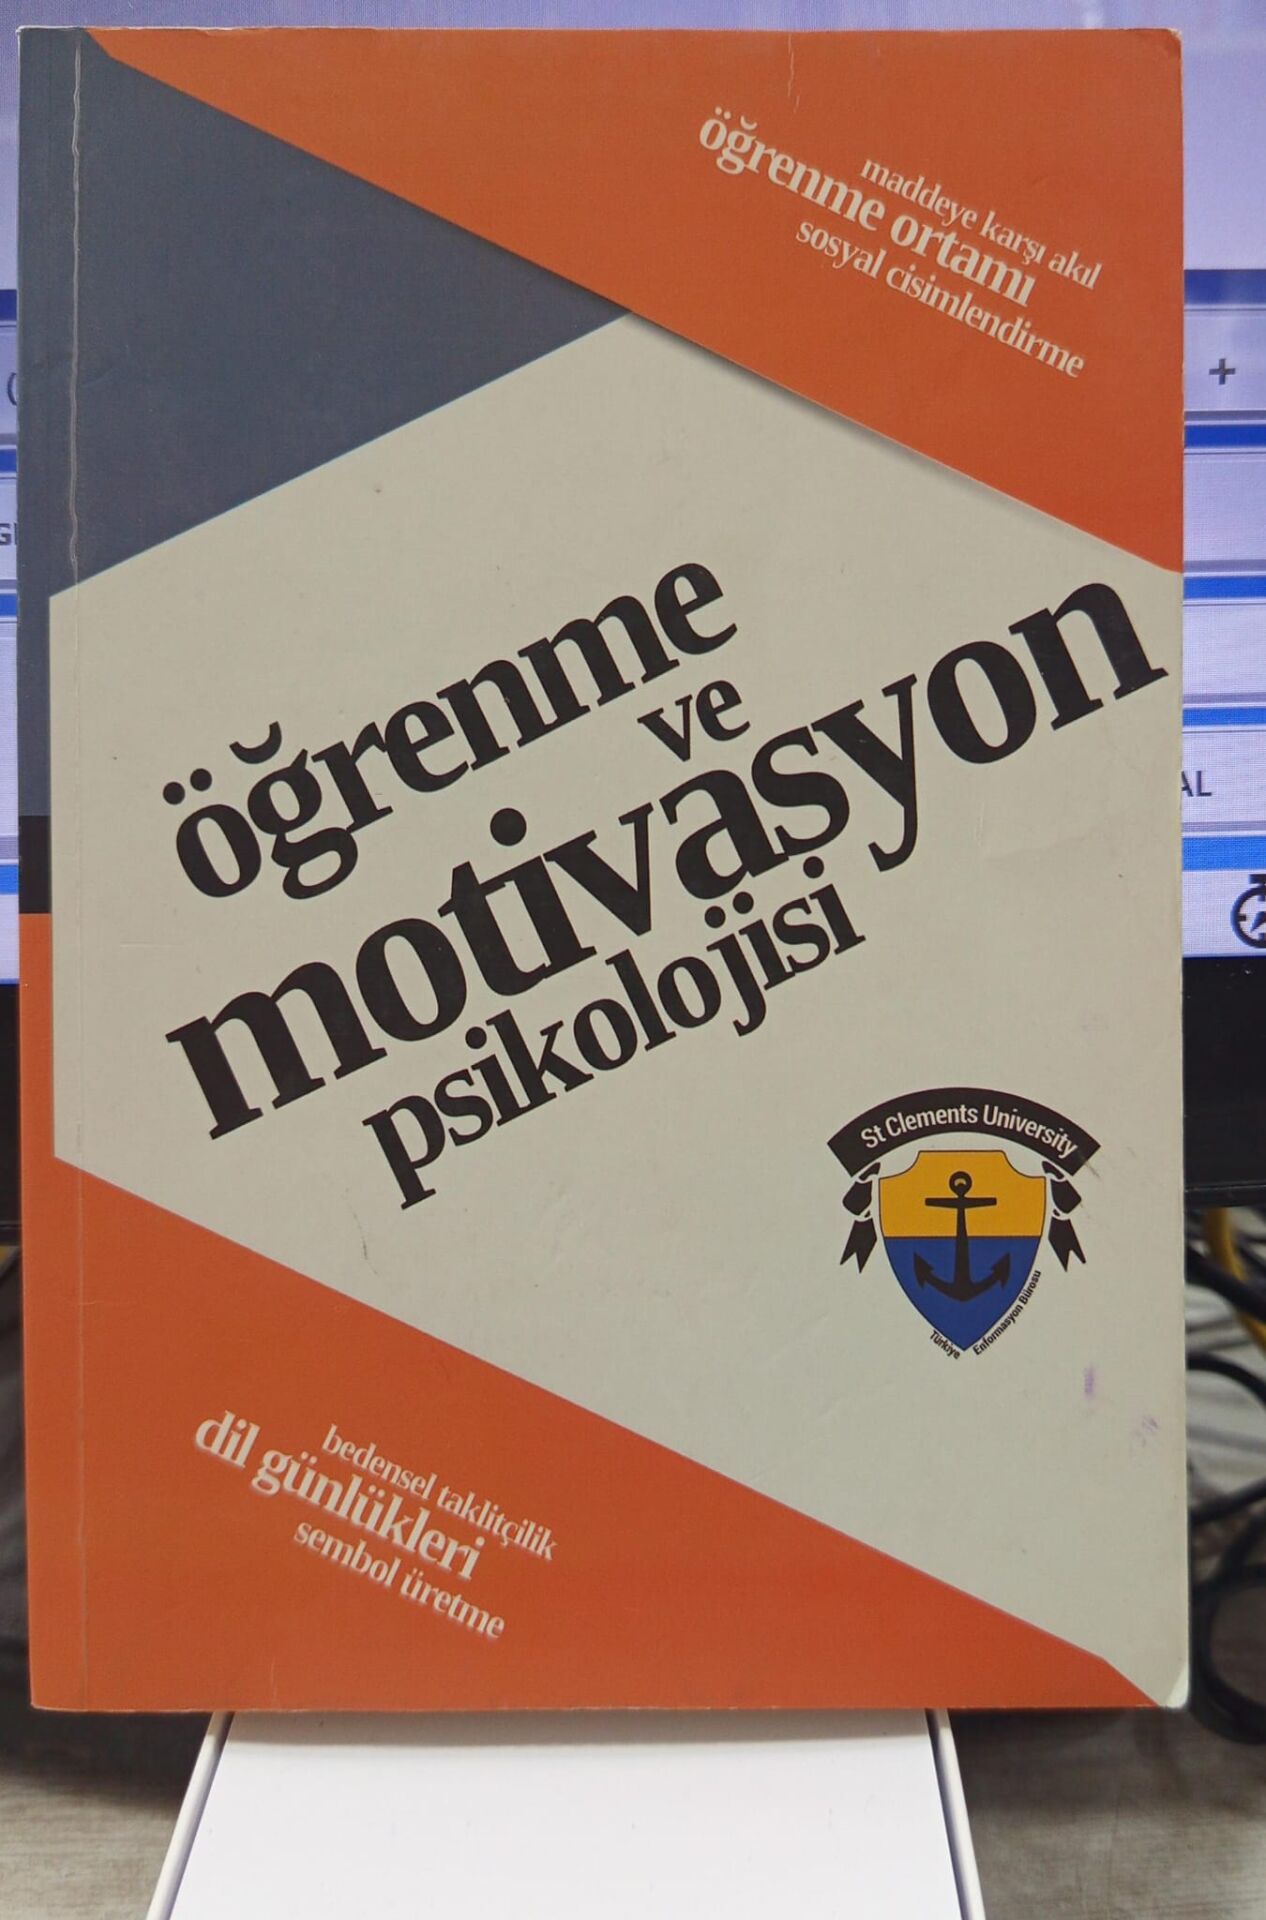 maddeye karşı akıl
öğrenme ortamı
sosyal cisimlendirme
öğrenme
ve
motivasyon
psikolojisi
St Clements University
Türkiye Enformasyon Bürosu
bedensel taklitçilik
dil günlükleri
sembol üretme
AL
+